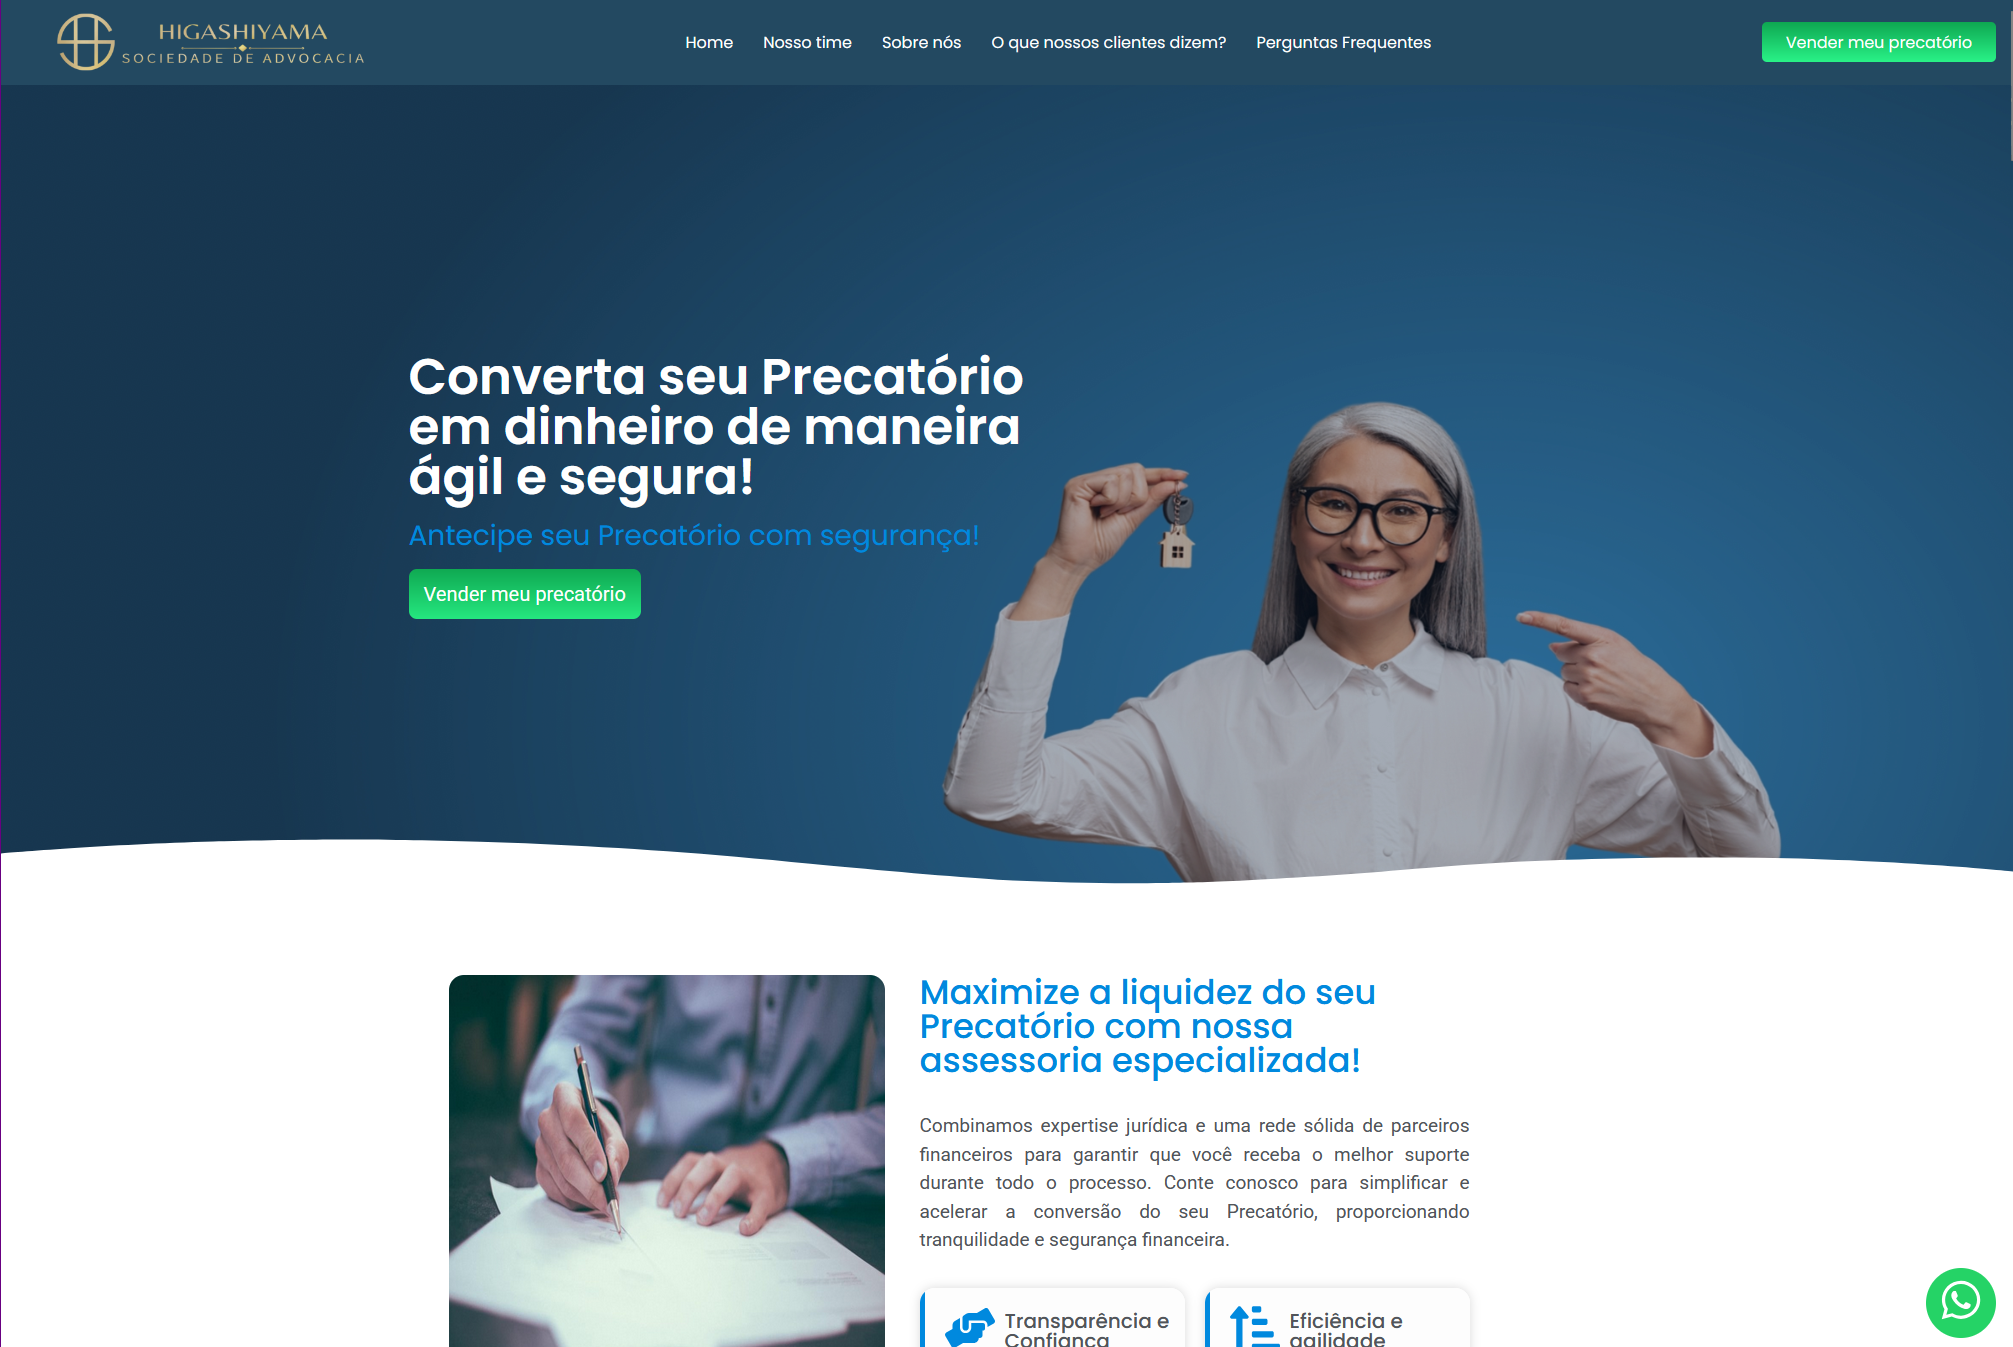 HIGASHIYAMA
SOCIEDADE DE ADVOCACIA
Home Nosso time Sobre nós O que nossos clientes dizem? Perguntas Frequentes
Vender meu precatório
Converta seu Precatório
em dinheiro de maneira
ágil e segura!
Antecipe seu Precatório com segurança!
Vender meu precatório
Maximize a liquidez do seu
Precatório com nossa
assessoria especializada!
Combinamos expertise jurídica e uma rede sólida de parceiros
financeiros para garantir que você receba o melhor suporte
durante todo o processo. Conte conosco para simplificar e
acelerar a conversão do seu Precatório, proporcionando
tranquilidade e segurança financeira.
Transparência e
Confiança
Eficiência e
agilidade